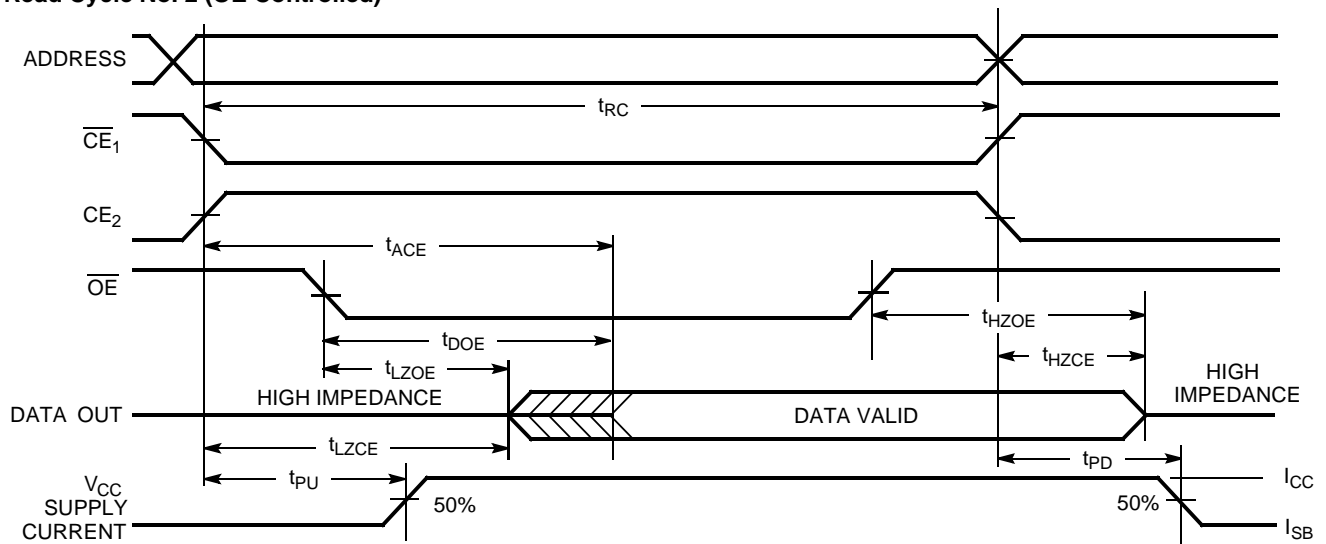 Read Cycle No. 2 (OE Controlled)
ADDRESS
tRC
CE1
CE2
tACE
OE
tHZOE
tDOE
tHZCE
tLZOE
HIGH IMPEDANCE
HIGH
IMPEDANCE
DATA OUT
DATA VALID
tLZCE
tPD
tPU
VCC
SUPPLY
CURRENT
50%
50%
ICC
ISB